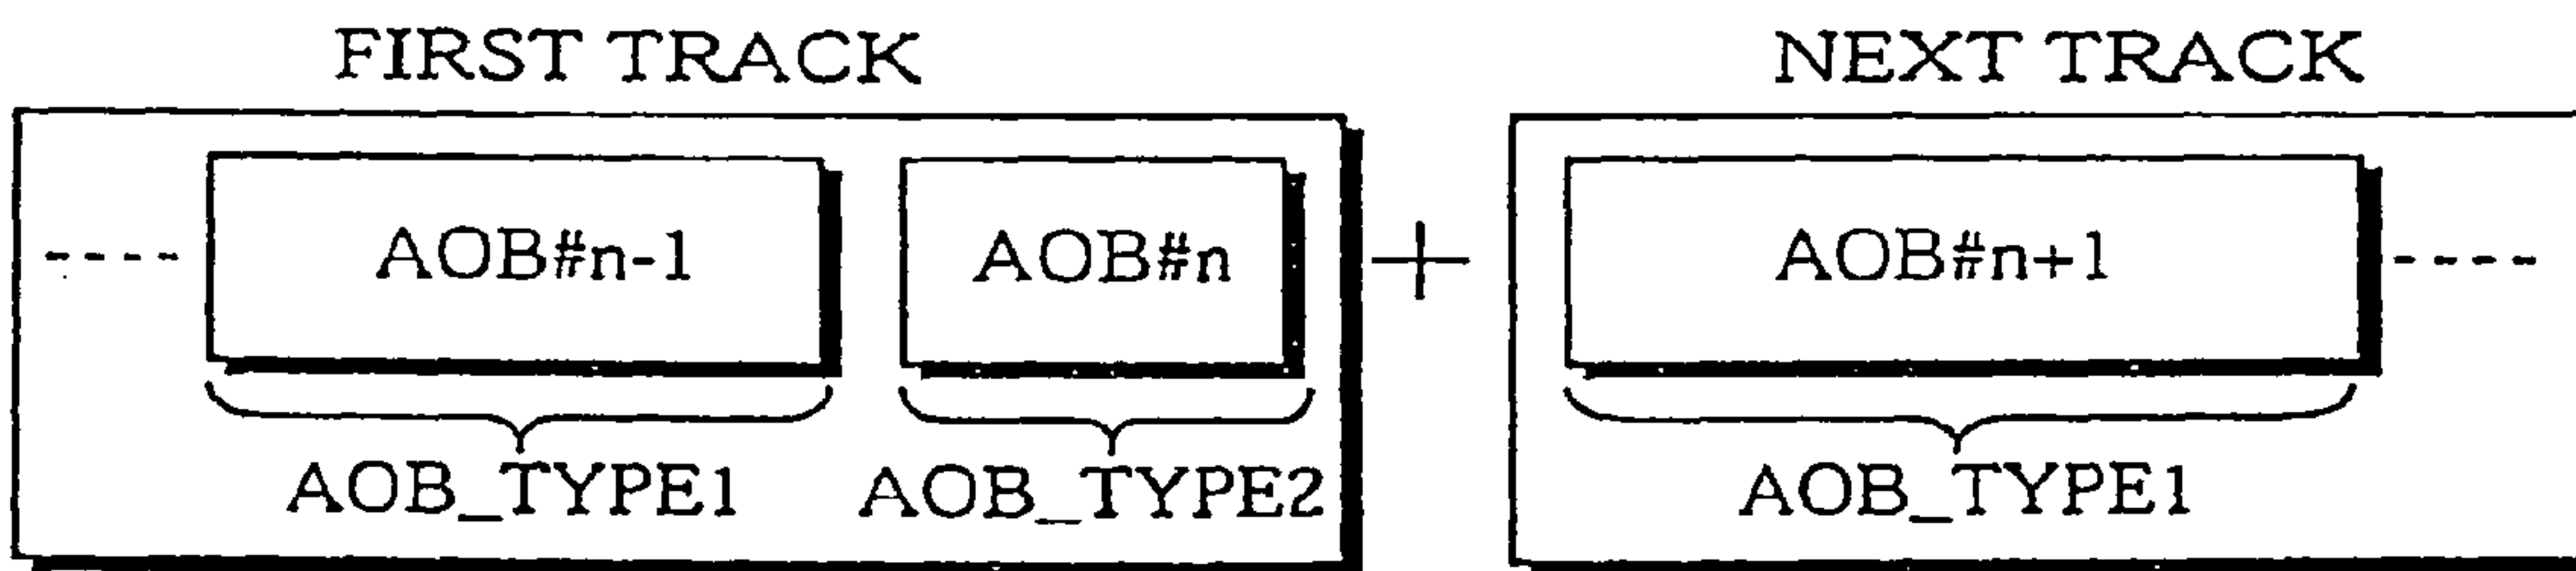 FIRST TRACK
NEXT TRACK
AOB#n-1
AOB#n
+
AOB#n+1
AOB_TYPE1
AOB_TYPE2
AOB_TYPE1